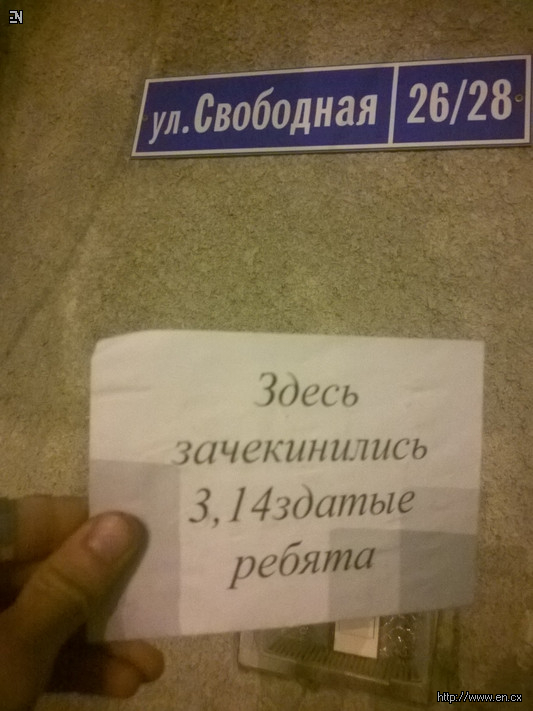 EN
ул. Свободная 26/28
Здесь
зачекинились
3,14здатые
ребята
http://www.en.cx